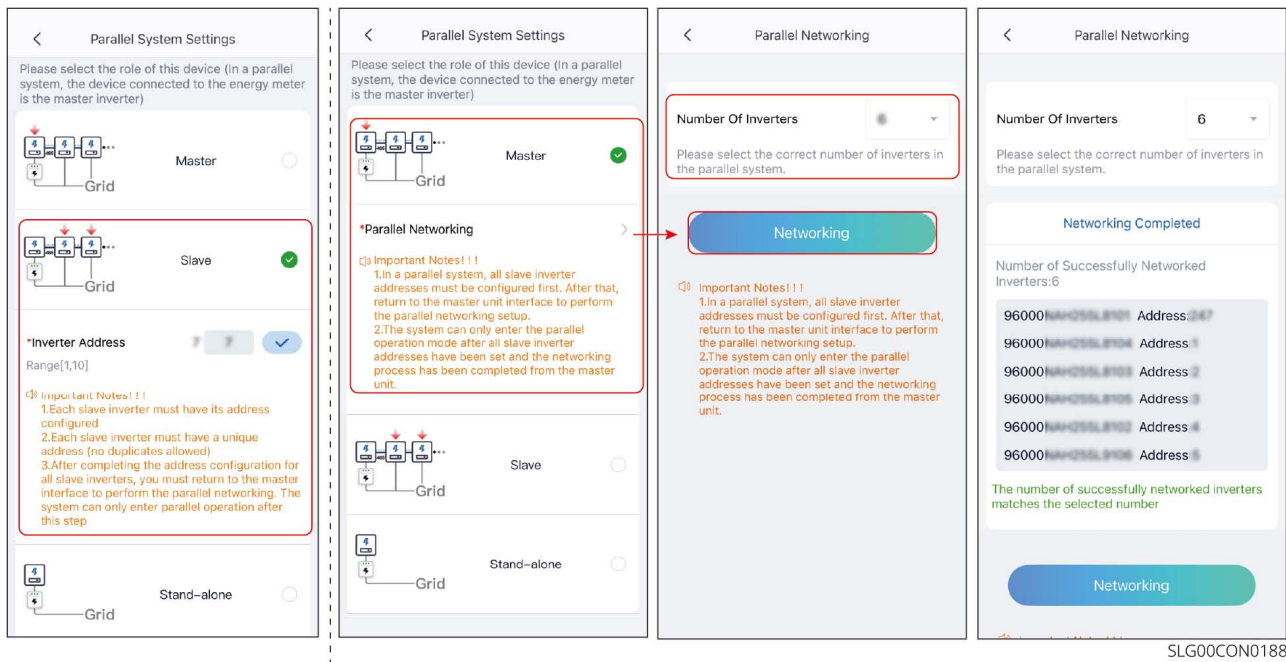 Parallel System Settings
Please select the role of this device (In a parallel
system, the device connected to the energy meter
is the master inverter)
485
Grid
Master
485
Grid
Slave
*Inverter Address
Range[1,10]
Important Notes! ! !
1.Each slave inverter must have its address
configured
2.Each slave inverter must have a unique
address (no duplicates allowed)
3.After completing the address configuration for
all slave inverters, you must return to the master
interface to perform the parallel networking. The
system can only enter parallel operation after
this step
Grid
Stand-alone
Parallel System Settings
Please select the role of this device (In a parallel
system, the device connected to the energy meter
is the master inverter)
485
Grid
Master
*Parallel Networking
Important Notes! ! !
1.In a parallel system, all slave inverter
addresses must be configured first. After that,
return to the master unit interface to perform
the parallel networking setup.
2.The system can only enter the parallel
operation mode after all slave inverter
addresses have been set and the networking
process has been completed from the master
unit.
485
Grid
Slave
Grid
Stand-alone
Parallel Networking
Number Of Inverters
Please select the correct number of inverters in
the parallel system.
Networking
Important Notes! ! !
1.In a parallel system, all slave inverter
addresses must be configured first. After that,
return to the master unit interface to perform
the parallel networking setup.
2.The system can only enter the parallel
operation mode after all slave inverter
addresses have been set and the networking
process has been completed from the master
unit.
Parallel Networking
Number Of Inverters 6
Please select the correct number of inverters in
the parallel system.
Networking Completed
Number of Successfully Networked
Inverters:6
96000 Address:
96000 Address:
96000 Address:
96000 Address:
96000 Address:
96000 Address:
The number of successfully networked inverters
matches the selected number
Networking
SLG00CON0188